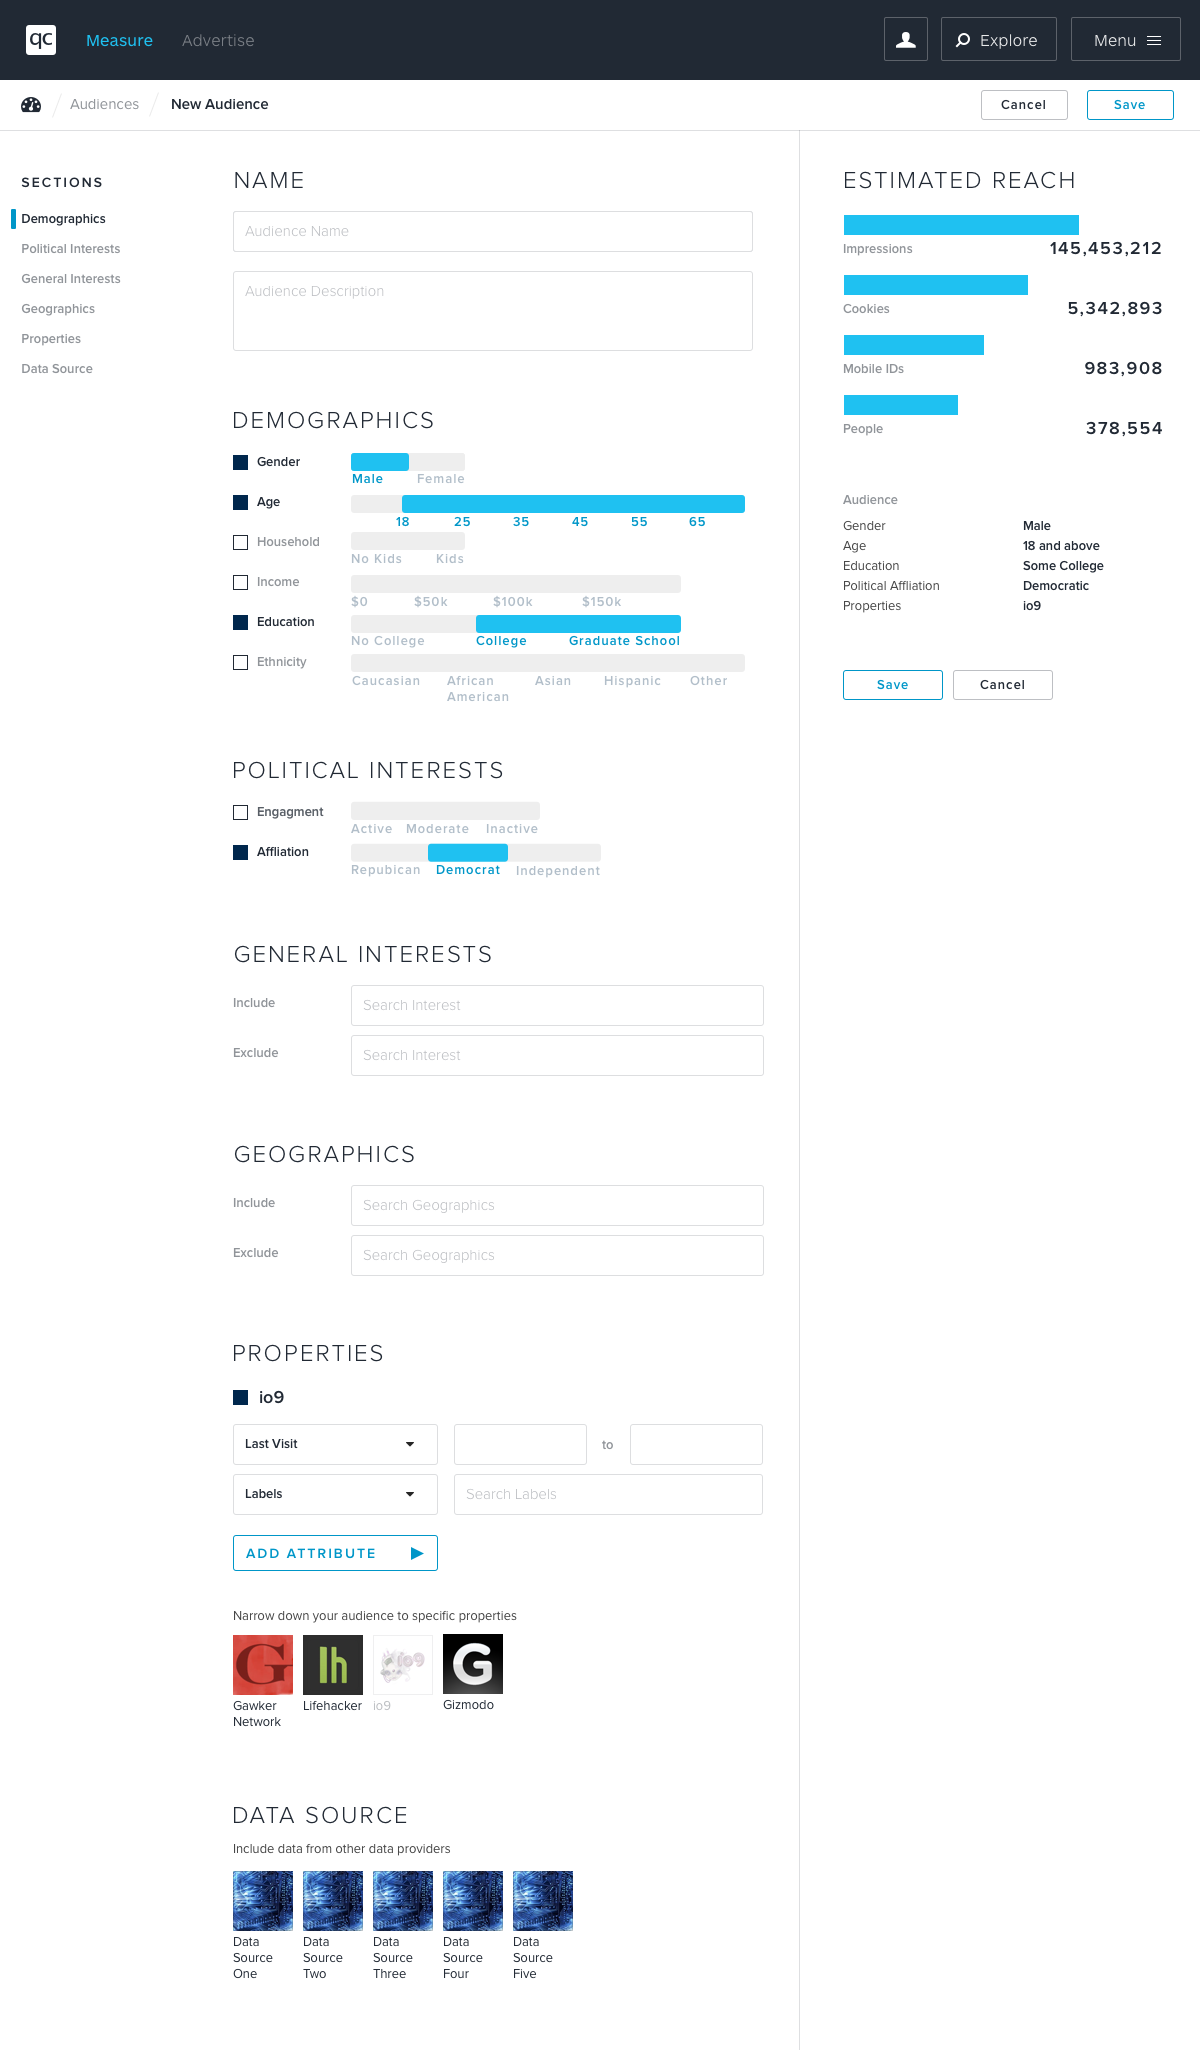 qc
Measure
Advertise
Explore
Menu
Audiences
New Audience
Cancel
Save
SECTIONS
Demographics
Political Interests
General Interests
Geographics
Properties
Data Source
NAME
Audience Name
Audience Description
DEMOGRAPHICS
Gender
Male Female
Age
18 25 35 45 55 65
Household
No Kids Kids
Income
$0 $50k $100k $150k
Education
No College College Graduate School
Ethnicity
Caucasian African Asian Hispanic Other
American
POLITICAL INTERESTS
Engagment
Active Moderate Inactive
Affliation
Repubican Democrat Independent
GENERAL INTERESTS
Include
Search Interest
Exclude
Search Interest
GEOGRAPHICS
Include
Search Geographics
Exclude
Search Geographics
PROPERTIES
io9
Last Visit
to
Labels
Search Labels
ADD ATTRIBUTE
Narrow down your audience to specific properties
G
lh
io9
G
Gawker
Network
Lifehacker
io9
Gizmodo
DATA SOURCE
Include data from other data providers
Data
Source
One
Data
Source
Two
Data
Source
Three
Data
Source
Four
Data
Source
Five
ESTIMATED REACH
Impressions 145,453,212
Cookies 5,342,893
Mobile IDs 983,908
People 378,554
Audience
Gender Male
Age 18 and above
Education Some College
Political Affliation Democratic
Properties io9
Save
Cancel